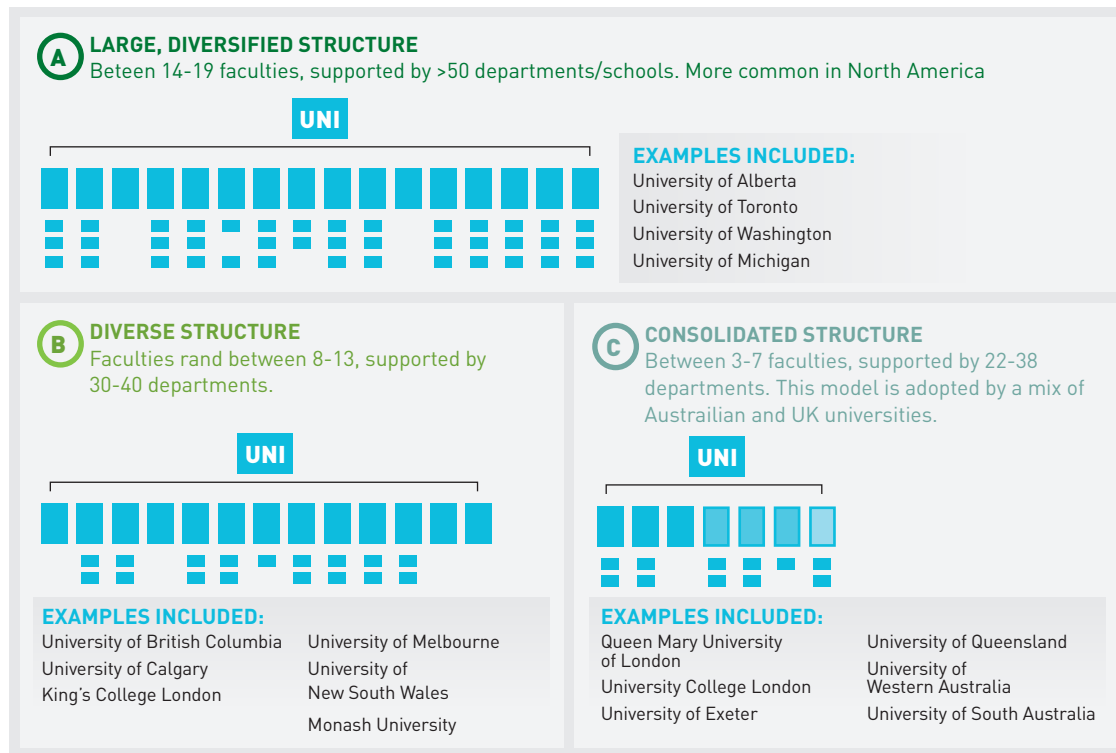 A
LARGE, DIVERSIFIED STRUCTURE
Beteen 14-19 faculties, supported by >50 departments/schools. More common in North America
UNI
EXAMPLES INCLUDED:
University of Alberta
University of Toronto
University of Washington
University of Michigan
B
DIVERSE STRUCTURE
Faculties rand between 8-13, supported by
30-40 departments.
UNI
EXAMPLES INCLUDED:
University of British Columbia
University of Calgary
King's College London
University of Melbourne
University of
New South Wales
Monash University
C
CONSOLIDATED STRUCTURE
Between 3-7 faculties, supported by 22-38
departments. This model is adopted by a mix of
Austrailian and UK universities.
UNI
EXAMPLES INCLUDED:
Queen Mary University
of London
University College London
University of Exeter
University of Queensland
University of
Western Australia
University of South Australia